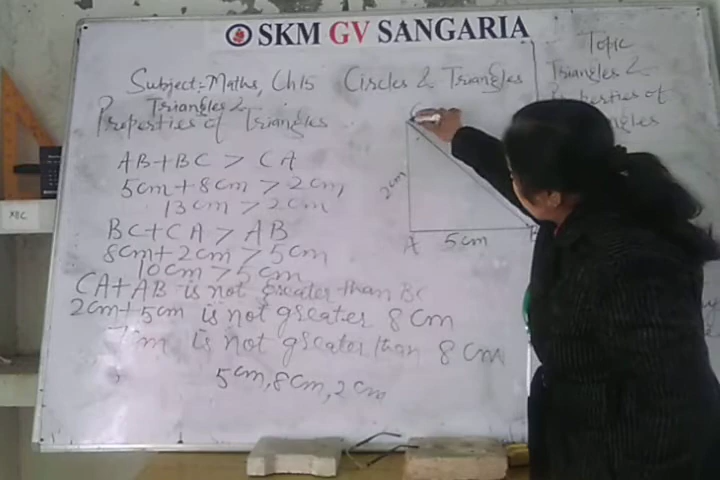 SKM GV SANGARIA
Subject:- Maths, Ch15 Circles & Triangles
Triangles &
Properties of Triangles
AB+BC > CA
5cm+8cm > 2cm
13cm > 2cm
BC+CA > AB
8cm+2cm > 5cm
10cm > 5cm
CA+AB is not greater than BC
2cm+5cm is not greater 8cm
7cm is not greater than 8cm
5cm, 8cm, 2cm
2cm
A 5cm B
Topic
Triangles &
Properties of